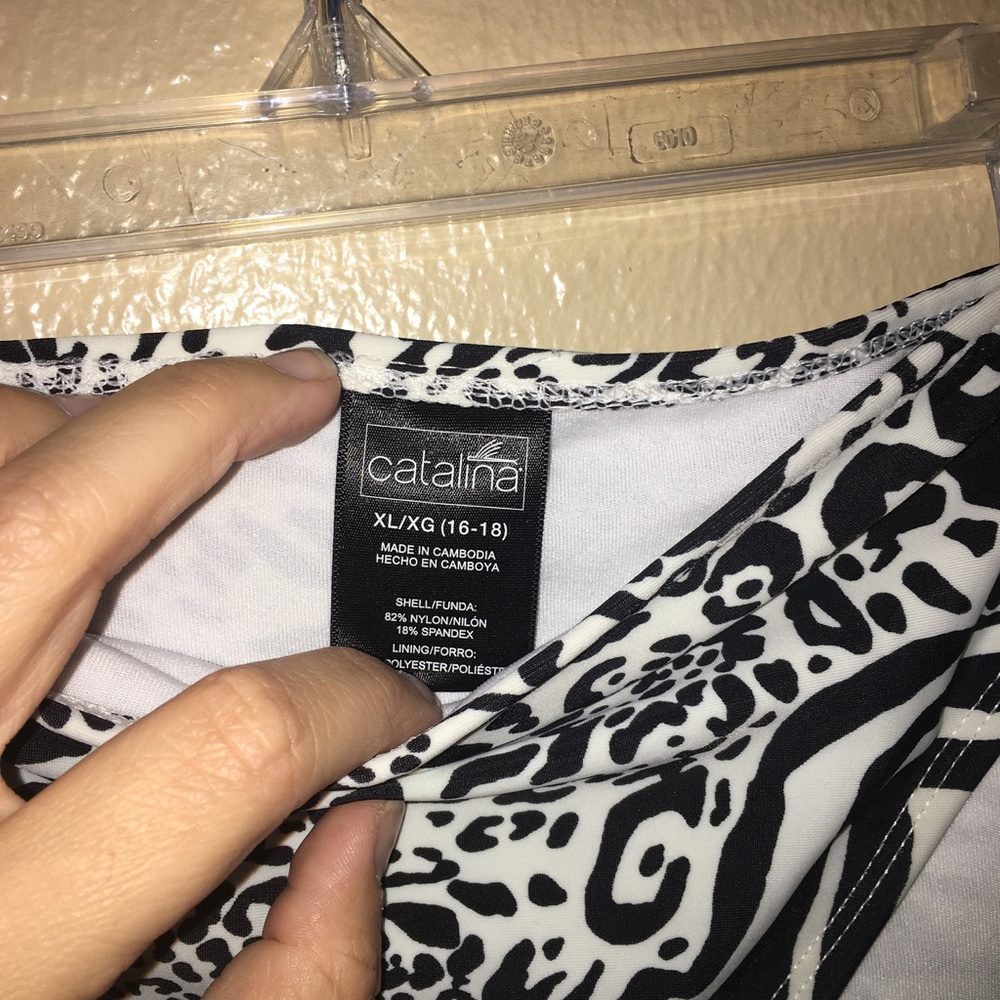 catalina
XL/XG (16-18)
MADE IN CAMBODIA
HECHO EN CAMBOYA
SHELL/FUNDA:
82% NYLON/NILÓN
18% SPANDEX
LINING/FORRO:
6010